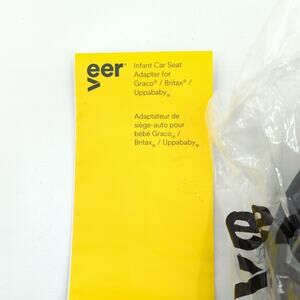 veer
Infant Car Seat
Adapter for
Graco® / Britax® /
Uppababy®
Adaptateur de
siège-auto pour
bébé Graco® /
Britax® / Uppababy®